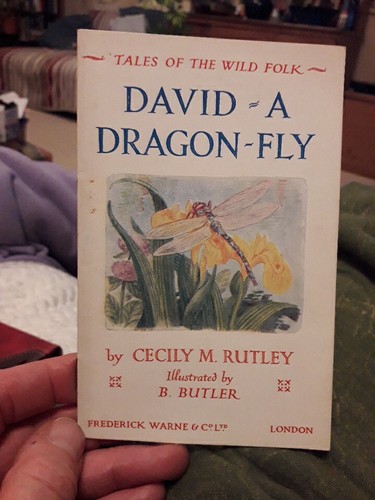 TALES OF THE WILD FOLK
DAVID - A
DRAGON-FLY
by CECILY M. RUTLEY
Illustrated by
B. BUTLER
FREDERICK WARNE & Co LTD LONDON